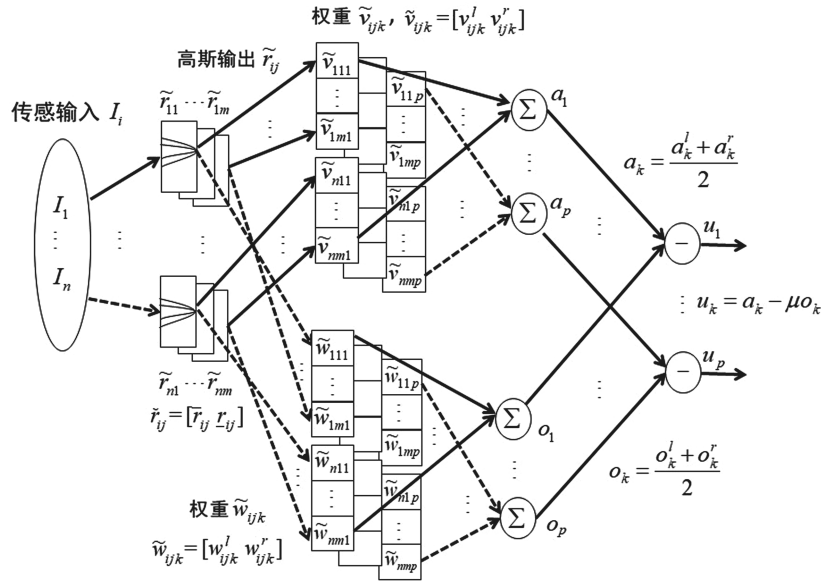 权重 ṽ_ijk, ṽ_ijk=[v^l_ijk v^r_ijk]
高斯输出 r̃_ij
传感输入 I_i
r̃_11 ⋯ r̃_1m
I_1
⋮
I_n
⋮
r̃_n1 ⋯ r̃_nm
ř_ij=[r̄_ij r̲_ij]
⋮
⋮
ṽ_111
⋮
ṽ_1m1
ṽ_11p
⋮
ṽ_1mp
ṽ_n11
⋮
ṽ_nm1
ṽ_n1p
⋮
ṽ_nmp
⋮
⋮
w̃_111
⋮
w̃_1m1
w̃_11p
⋮
w̃_1mp
w̃_n11
⋮
w̃_nm1
w̃_n1p
⋮
w̃_nmp
⋮
⋮
权重 w̃_ijk
w̃_ijk=[w^l_ijk w^r_ijk]
Σ a_1
⋮
Σ a_p
a_k = (a^l_k + a^r_k)/2
⋮
− u_1
⋮ u_k = a_k − μo_k
− u_p
⋮
Σ o_1
⋮
Σ o_p
o_k = (o^l_k + o^r_k)/2